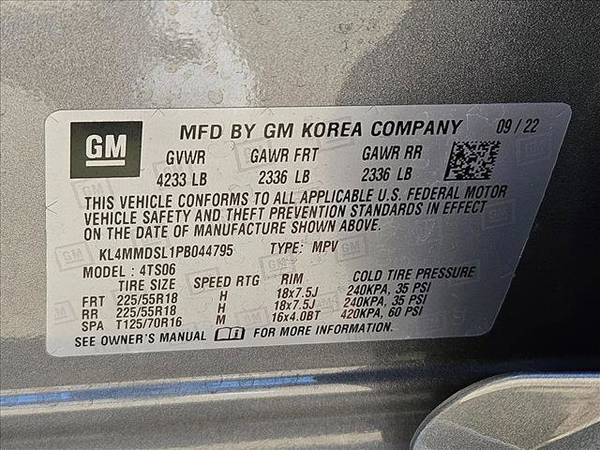 GM MFD BY GM KOREA COMPANY 09/22
GVWR GAWR FRT GAWR RR
4233 LB 2336 LB 2336 LB
THIS VEHICLE CONFORMS TO ALL APPLICABLE U.S. FEDERAL MOTOR
VEHICLE SAFETY AND THEFT PREVENTION STANDARDS IN EFFECT
ON THE DATE OF MANUFACTURE SHOWN ABOVE.
KL4MMDSL1PB044795 TYPE: MPV
MODEL : 4TS06
TIRE SIZE SPEED RTG RIM COLD TIRE PRESSURE
FRT 225/55R18 H 18x7.5J 240KPA, 35 PSI
RR 225/55R18 H 18x7.5J 240KPA, 35 PSI
SPA T125/70R16 M 16x4.0BT 420KPA, 60 PSI
SEE OWNER'S MANUAL FOR MORE INFORMATION